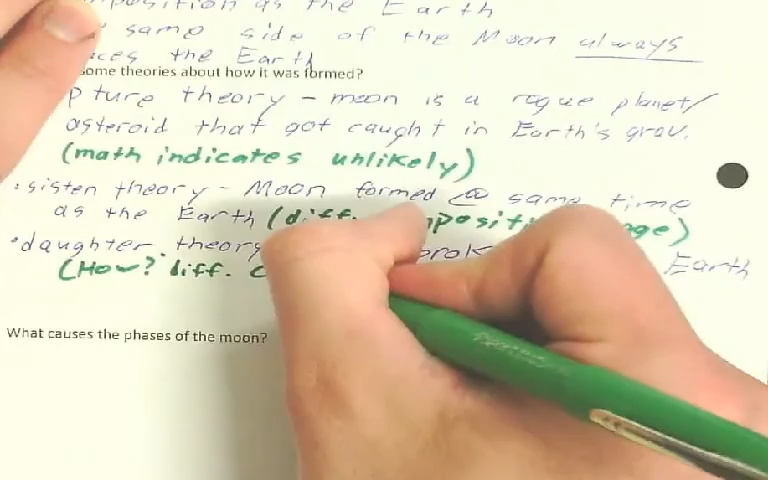 position as the Earth
same side of the Moon always
the Earth
some theories about how it was formed?
pture theory - moon is a rogue planet/
asteroid that got caught in Earth's grav.
(math indicates unlikely)
• sister theory - Moon formed @ same time
as the Earth (diff.
• daughter theory Earth
(How? diff.
What causes the phases of the moon?